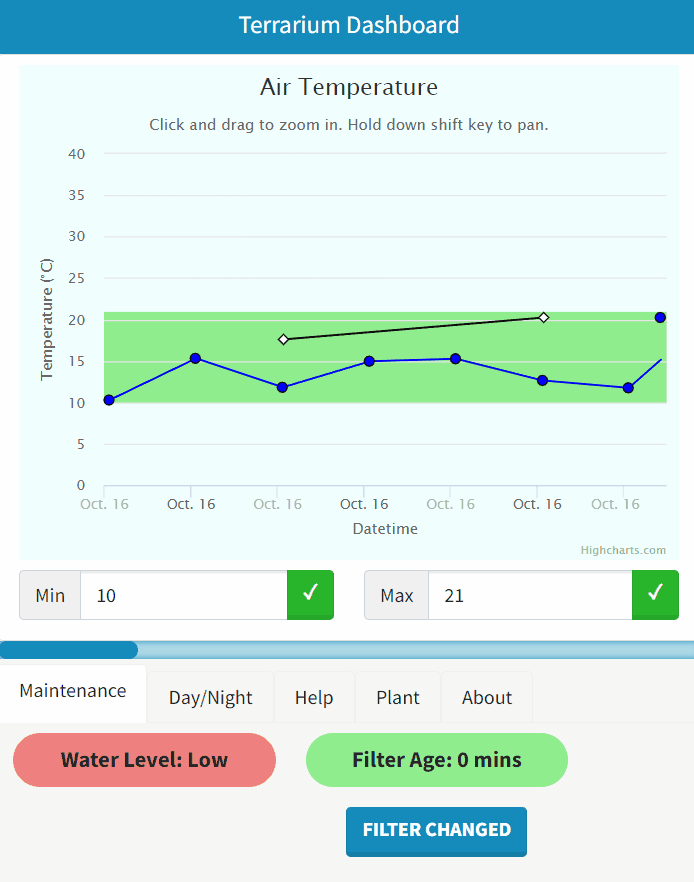 Terrarium Dashboard
Air Temperature
Click and drag to zoom in. Hold down shift key to pan.
Temperature (°C)
40
35
30
25
20
15
10
5
0
Oct. 16 Oct. 16 Oct. 16 Oct. 16 Oct. 16 Oct. 16 Oct. 16
Datetime
Highcharts.com
Min 10 ✓ Max 21 ✓
Maintenance Day/Night Help Plant About
Water Level: Low Filter Age: 0 mins
FILTER CHANGED